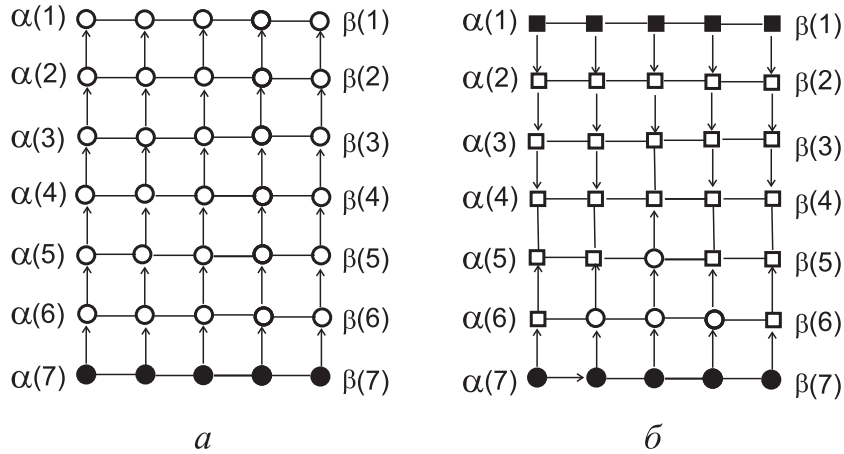 α(1) β(1) α(1) β(1)
α(2) β(2) α(2) β(2)
α(3) β(3) α(3) β(3)
α(4) β(4) α(4) β(4)
α(5) β(5) α(5) β(5)
α(6) β(6) α(6) β(6)
α(7) β(7) α(7) β(7)
а б